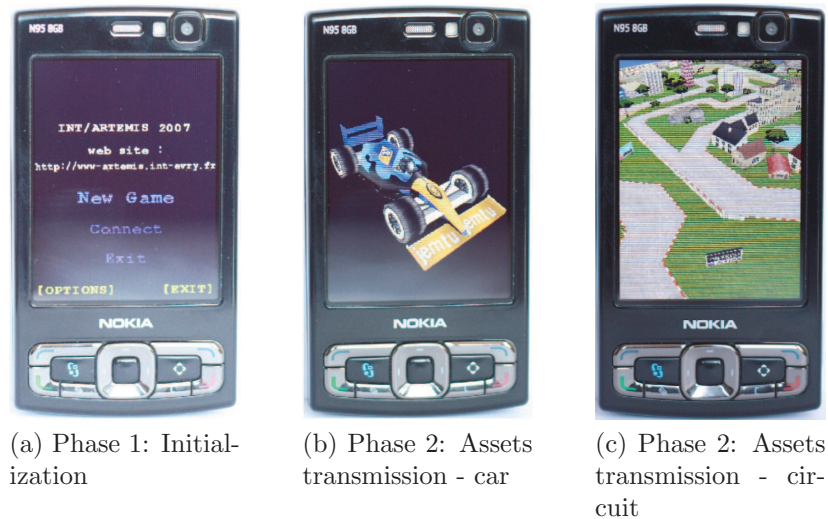 N95 8GB
INT/ARTEMIS 2007
web site :
http://www-artemis.int-evry.fr
New Game
Connect
Exit
[OPTIONS]
[EXIT]
NOKIA
(a) Phase 1: Initial-
ization
N95 8GB
jemtu
jemtu
NOKIA
(b) Phase 2: Assets
transmission - car
N95 8GB
NOKIA
(c) Phase 2: Assets
transmission - cir-
cuit